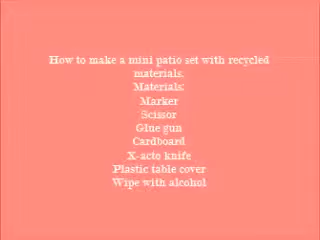 How to make a mini patio set with recycled
materials.
Materials:
Marker
Scissor
Glue gun
Cardboard
X-acto knife
Plastic table cover
Wipe with alcohol